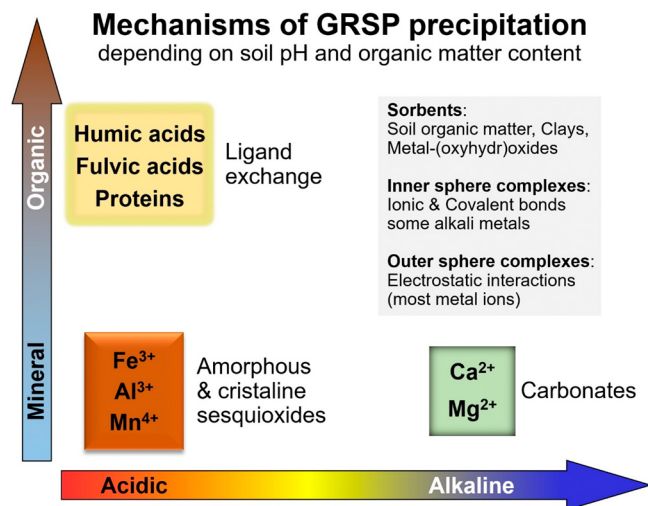 Mechanisms of GRSP precipitation
depending on soil pH and organic matter content
Organic
Mineral
Humic acids
Fulvic acids
Proteins
Ligand
exchange
Sorbents:
Soil organic matter, Clays,
Metal-(oxyhydr)oxides
Inner sphere complexes:
Ionic & Covalent bonds
some alkali metals
Outer sphere complexes:
Electrostatic interactions
(most metal ions)
Fe³⁺
Al³⁺
Mn⁴⁺
Amorphous
& cristaline
sesquioxides
Ca²⁺
Mg²⁺
Carbonates
Acidic
Alkaline